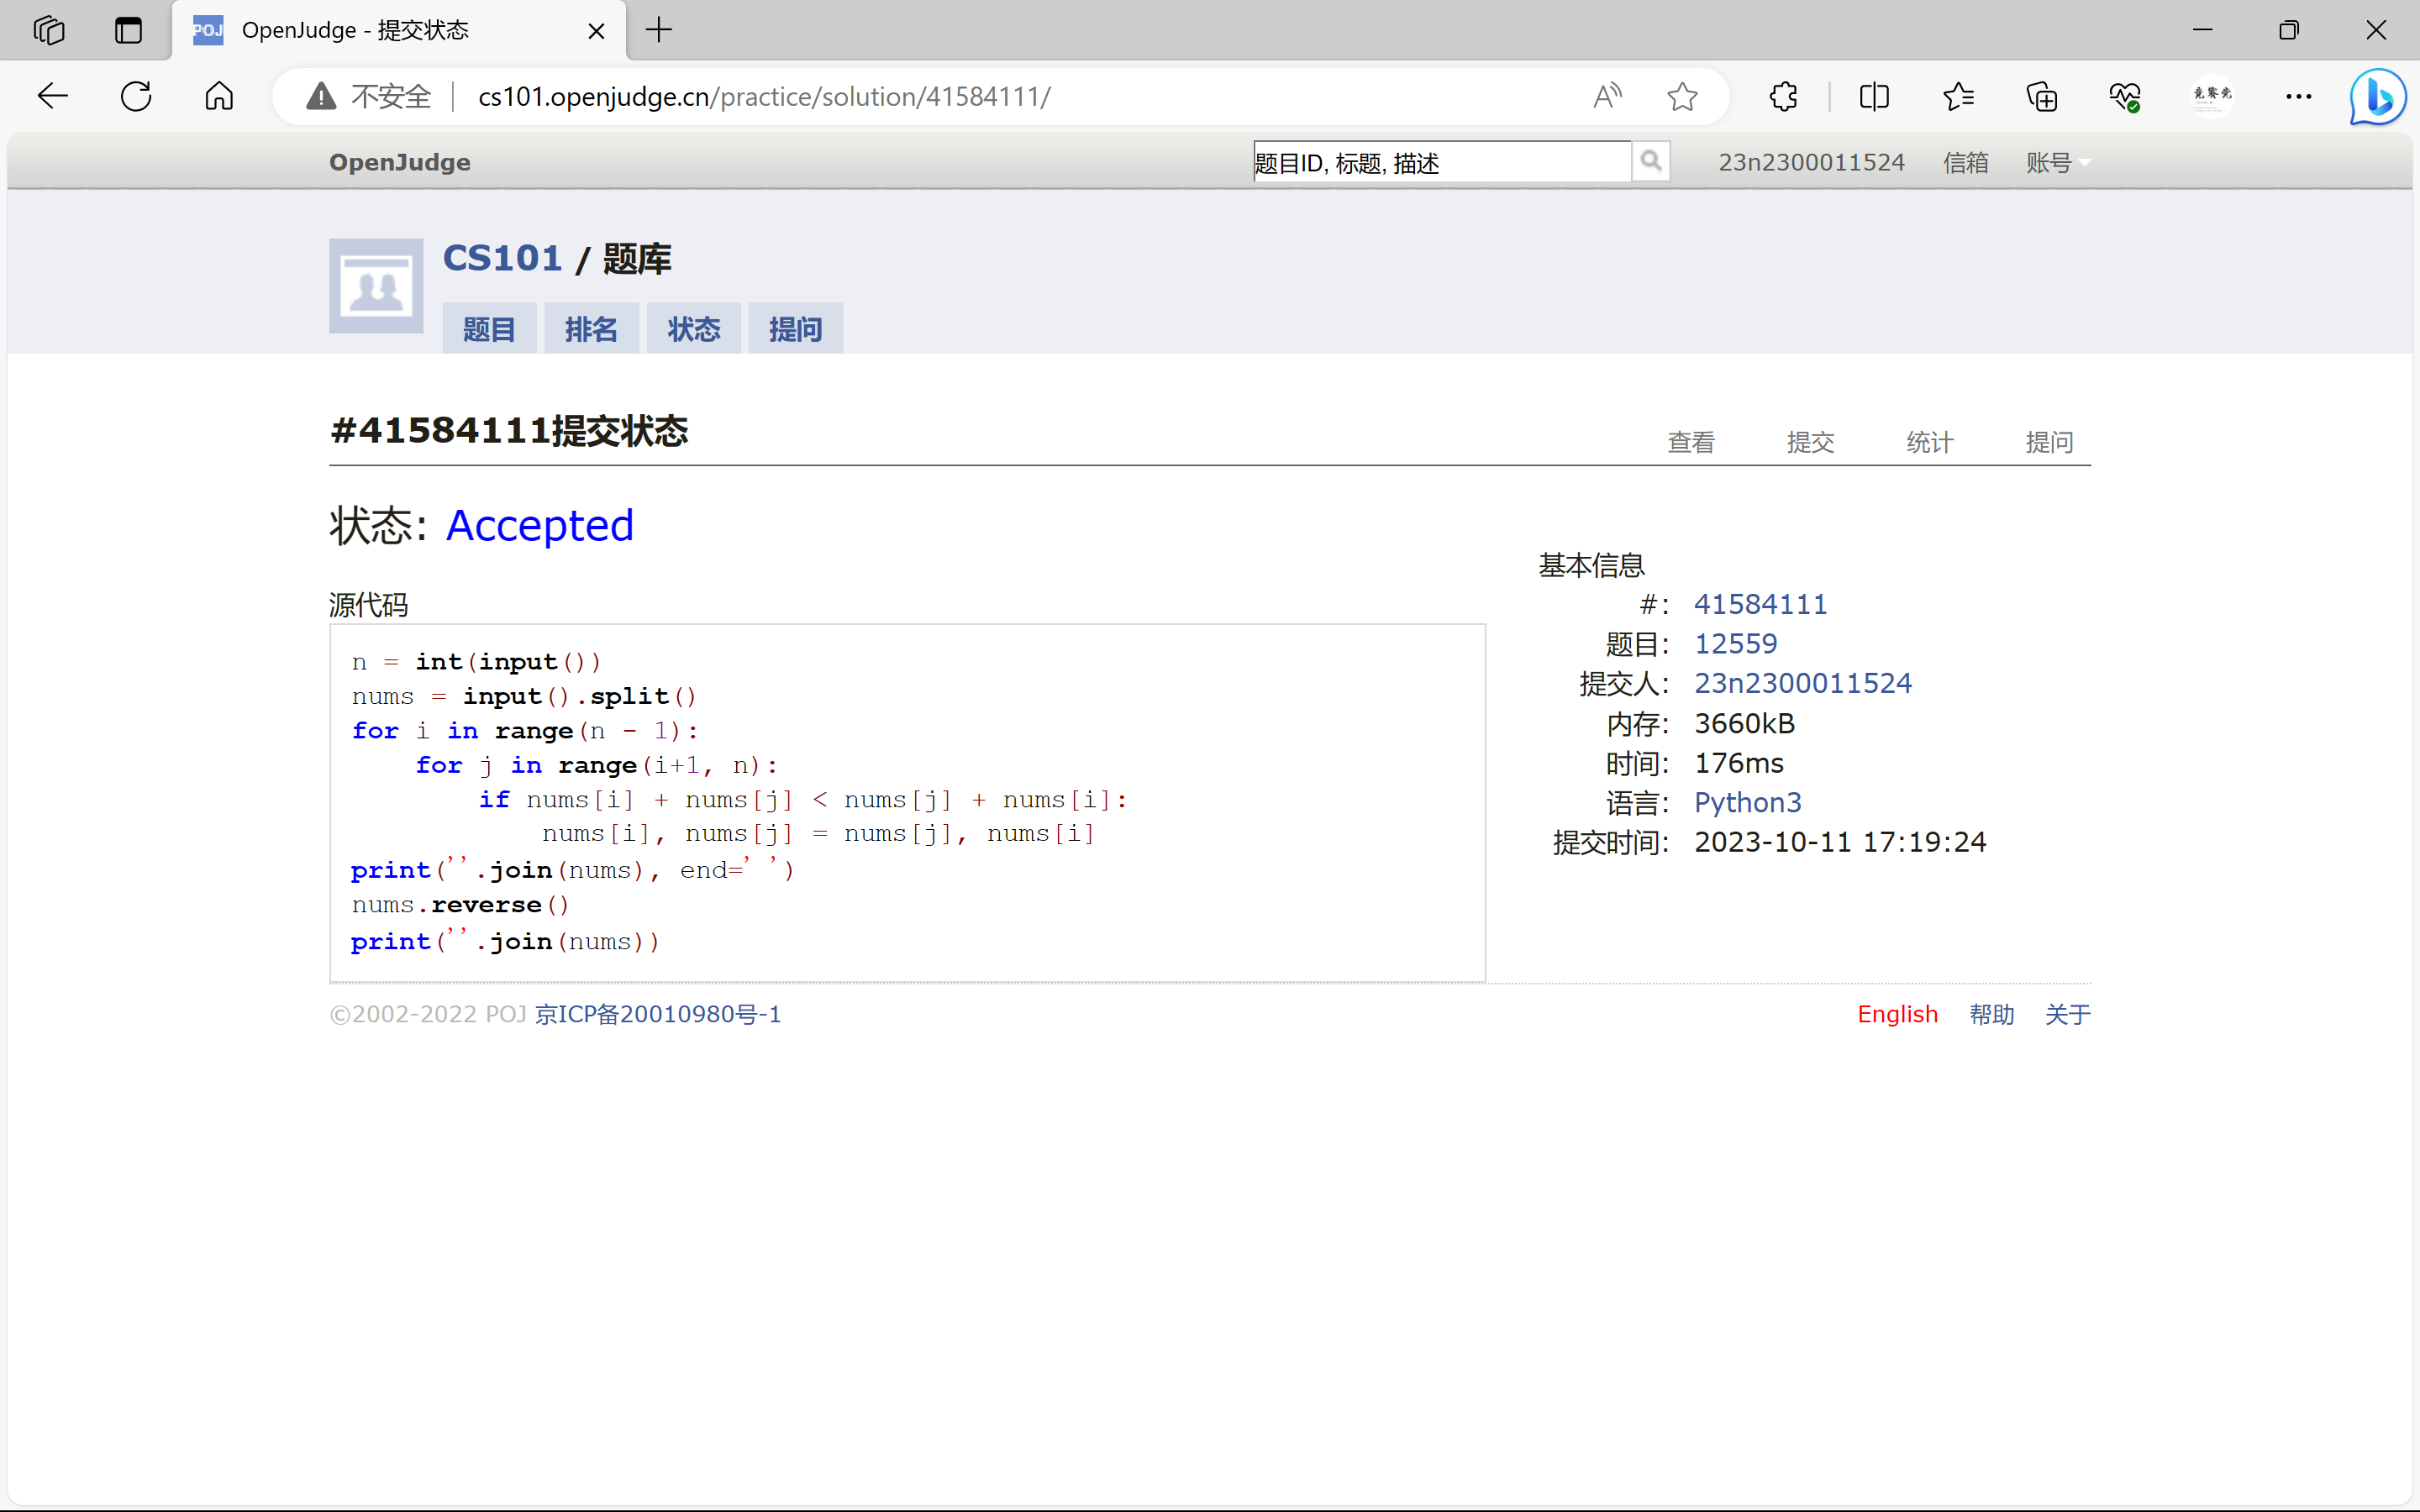 POJ OpenJudge - 提交状态
不安全 cs101.openjudge.cn/practice/solution/41584111/
OpenJudge 题目ID, 标题, 描述 23n2300011524 信箱 账号
CS101 / 题库
题目 排名 状态 提问
#41584111提交状态 查看 提交 统计 提问
状态: Accepted
源代码
n = int(input())
nums = input().split()
for i in range(n - 1):
    for j in range(i+1, n):
        if nums[i] + nums[j] < nums[j] + nums[i]:
            nums[i], nums[j] = nums[j], nums[i]
print(''.join(nums), end=' ')
nums.reverse()
print(''.join(nums))
基本信息
#: 41584111
题目: 12559
提交人: 23n2300011524
内存: 3660kB
时间: 176ms
语言: Python3
提交时间: 2023-10-11 17:19:24
©2002-2022 POJ 京ICP备20010980号-1 English 帮助 关于